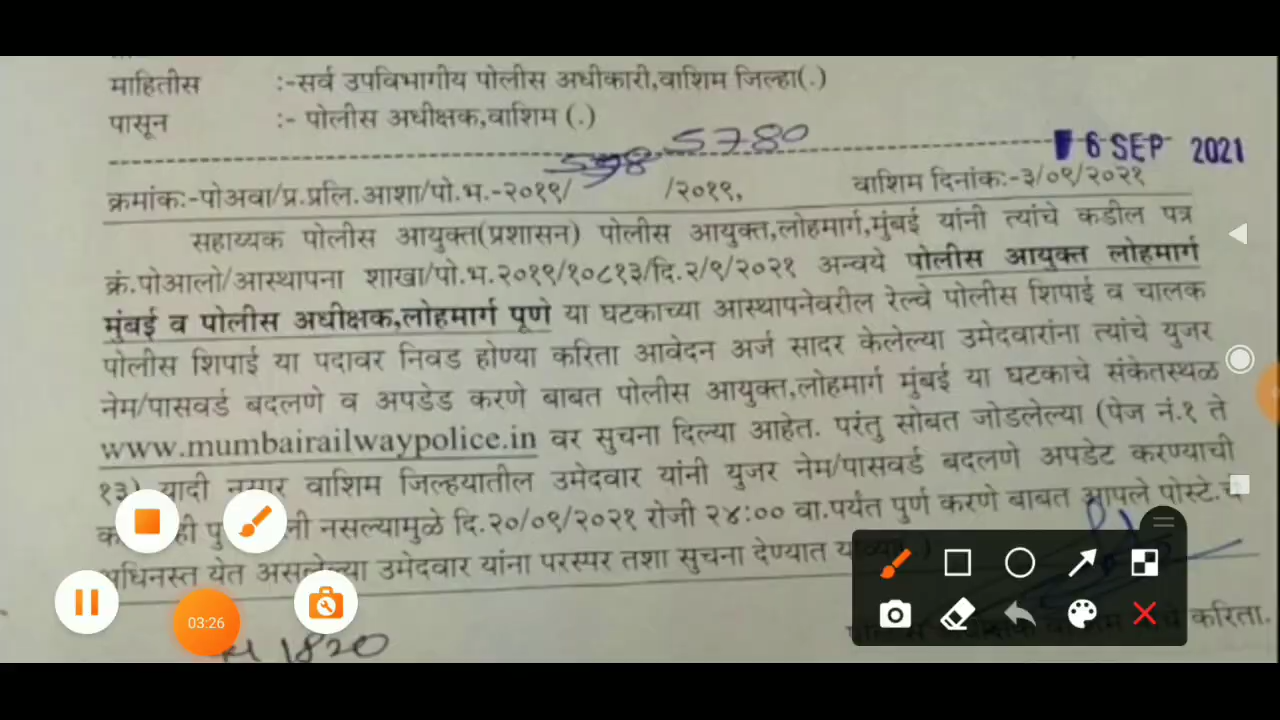 माहितीस :-सर्व उपविभागीय पोलीस अधीकारी,वाशिम जिल्हा(.)
पासून :- पोलीस अधीक्षक,वाशिम (.)
5780
6 SEP 2021
क्रमांक:-पोअवा/प्र.प्रलि.आशा/पो.भ.-२०१९/ /२०१९, वाशिम दिनांक:-३/०९/२०२१
सहाय्यक पोलीस आयुक्त(प्रशासन) पोलीस आयुक्त,लोहमार्ग,मुंबई यांनी त्यांचे कडील पत्र
क्रं.पोआलो/आस्थापना शाखा/पो.भ.२०१९/१०८१३/दि.२/९/२०२१ अन्वये पोलीस आयुक्त लोहमार्ग
मुंबई व पोलीस अधीक्षक,लोहमार्ग पूणे या घटकाच्या आस्थापनेवरील रेल्वे पोलीस शिपाई व चालक
पोलीस शिपाई या पदावर निवड होण्या करिता आवेदन अर्ज सादर केलेल्या उमेदवारांना त्यांचे युजर
नेम/पासवर्ड बदलणे व अपडेड करणे बाबत पोलीस आयुक्त,लोहमार्ग मुंबई या घटकाचे संकेतस्थळ
www.mumbairailwaypolice.in वर सुचना दिल्या आहेत. परंतु सोबत जोडलेल्या (पेज नं.१ ते
१३) यादी नुसार वाशिम जिल्हयातील उमेदवार यांनी युजर नेम/पासवर्ड बदलणे अपडेट करण्याची
नसल्यामुळे दि.२०/०९/२०२१ रोजी २४:०० वा.पर्यंत पुर्ण करणे बाबत आपले पोस्टे.चे
अधिनस्त येत असलेल्या उमेदवार यांना परस्पर तशा सुचना देण्यात
03:26
1820
करिता.